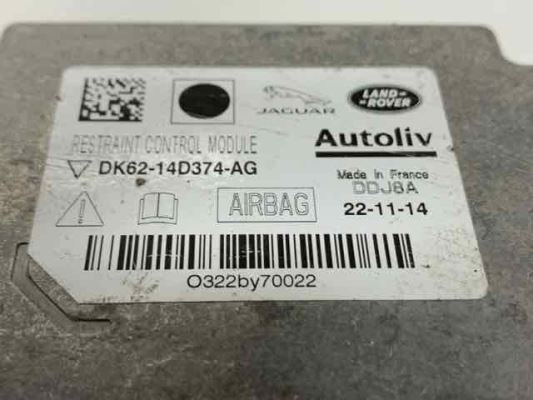 JAGUAR
LAND-
ROVER
RESTRAINT CONTROL MODULE
Autoliv
DK62-14D374-AG
Made in France
DDJ8A
AIRBAG
22-11-14
O322by70022